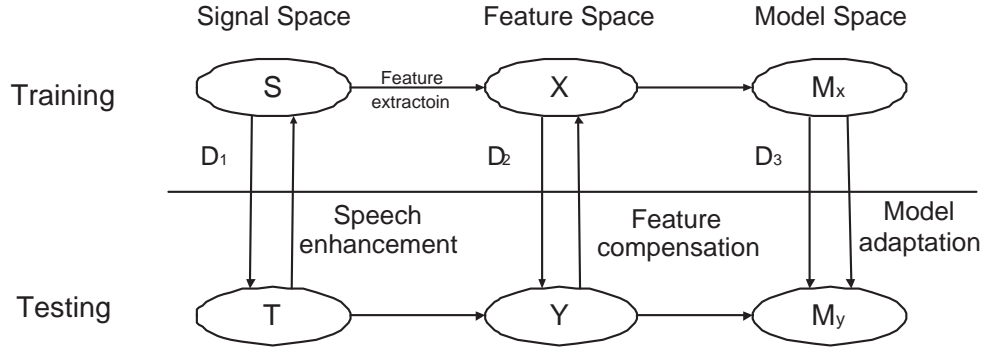 Signal Space
Feature Space
Model Space
Training
S
Feature
extractoin
X
Mx
D1
D2
D3
Speech
enhancement
Feature
compensation
Model
adaptation
Testing
T
Y
My